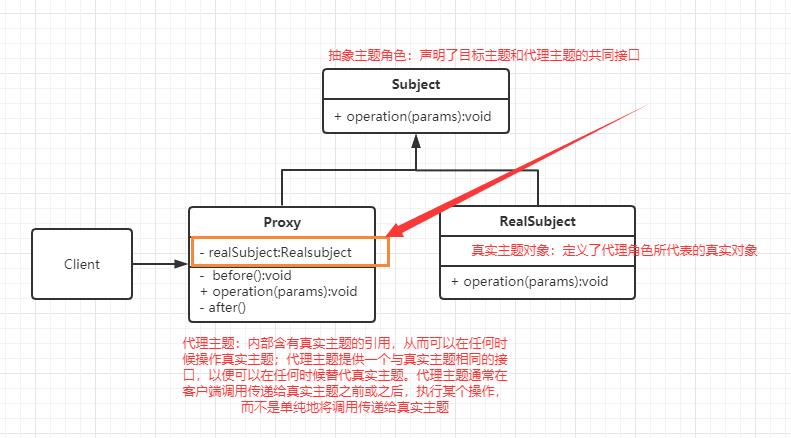 抽象主题角色：声明了目标主题和代理主题的共同接口
Subject
+ operation(params):void
Proxy
- realSubject:Realsubject
- before():void
+ operation(params):void
- after()
RealSubject
真实主题对象：定义了代理角色所代表的真实对象
+ operation(params):void
Client
代理主题：内部含有真实主题的引用，从而可以在任何时
候操作真实主题；代理主题提供一个与真实主题相同的接
口，以便可以在任何时候替代真实主题。代理主题通常在
客户端调用传递给真实主题之前或之后，执行某个操作，
而不是单纯地将调用传递给真实主题